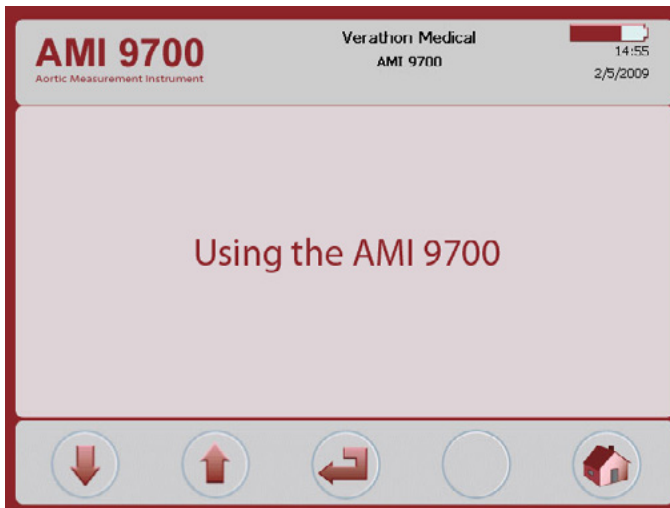 AMI 9700
Aortic Measurement Instrument
Verathon Medical
AMI 9700
14:55
2/5/2009
Using the AMI 9700